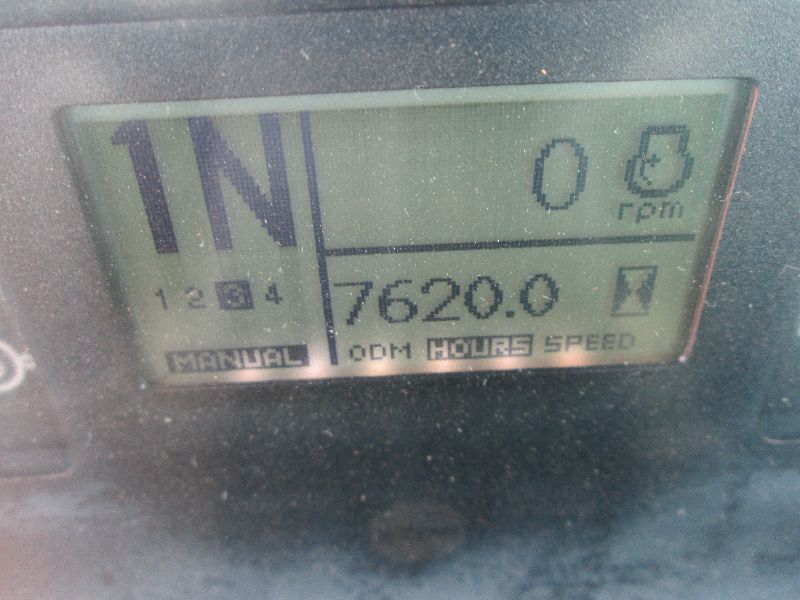 1N
0
rpm
1 2 3 4
7620.0
MANUAL
ODM HOURS SPEED